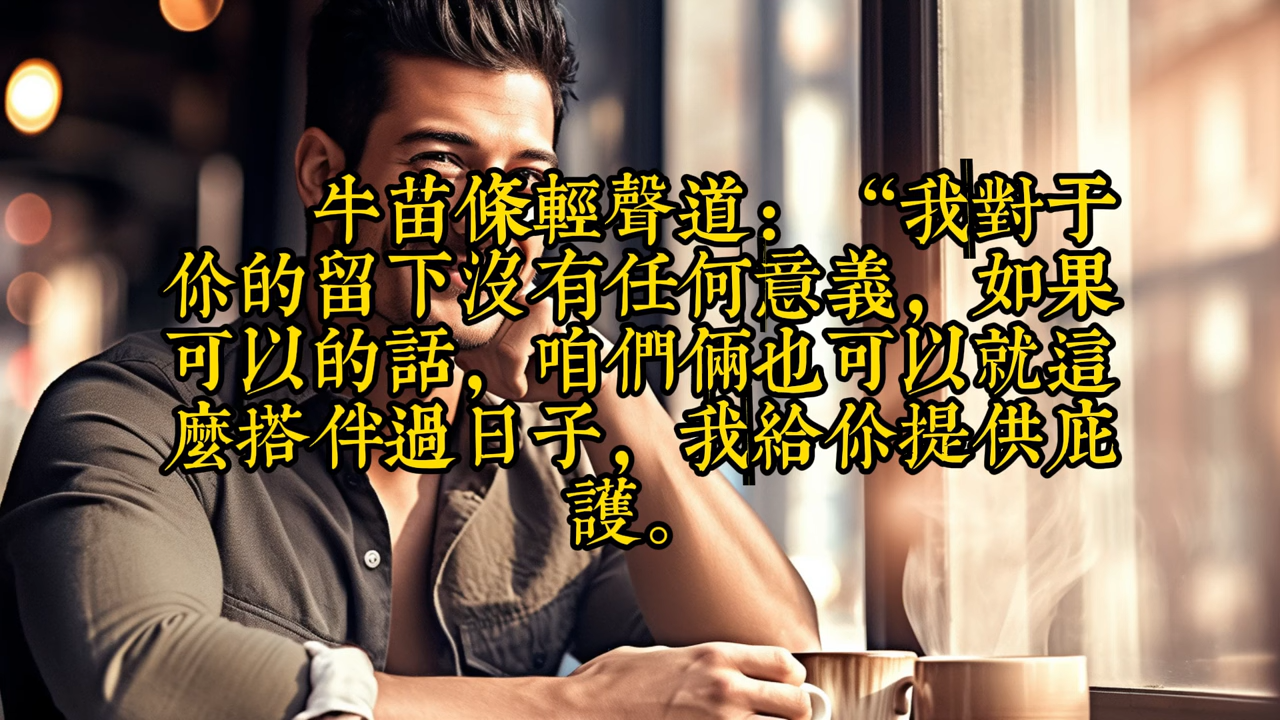 牛苗條輕聲道：“我對于
你的留下沒有任何意義，如果
可以的話，咱們倆也可以就這
麼搭伴過日子，我給你提供庇
護。